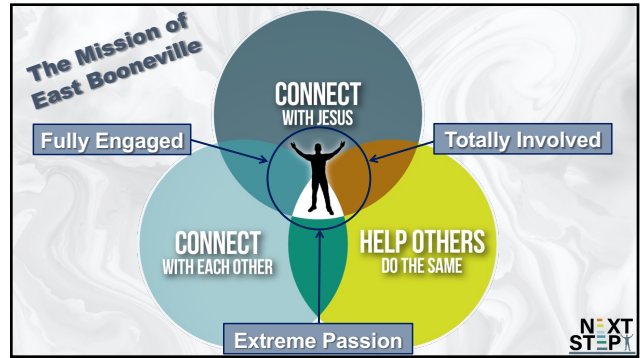 The Mission of
East Booneville
CONNECT
WITH JESUS
Fully Engaged
Totally Involved
CONNECT
WITH EACH OTHER
HELP OTHERS
DO THE SAME
Extreme Passion
NEXT
STEP